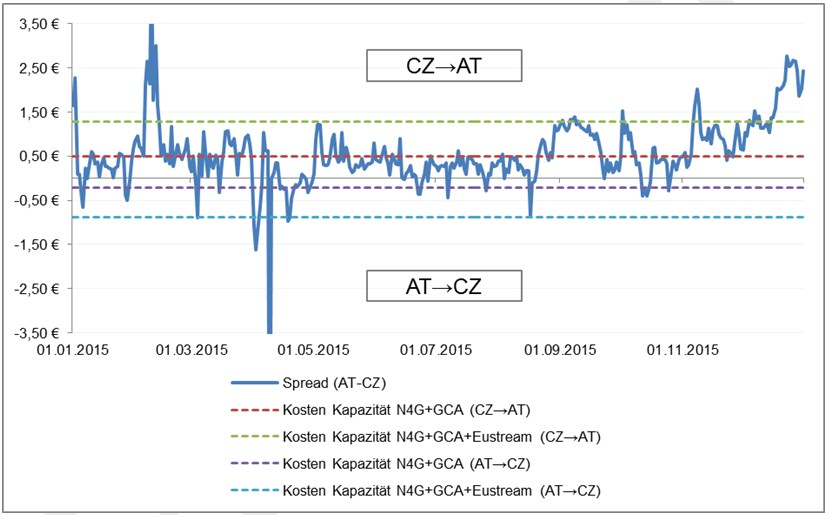 3,50 €
CZ→AT
2,50 €
1,50 €
0,50 €
-0,50 €
-1,50 €
AT→CZ
-2,50 €
-3,50 €
01.01.2015 01.03.2015 01.05.2015 01.07.2015 01.09.2015 01.11.2015
Spread (AT-CZ)
Kosten Kapazität N4G+GCA (CZ→AT)
Kosten Kapazität N4G+GCA+Eustream (CZ→AT)
Kosten Kapazität N4G+GCA (AT→CZ)
Kosten Kapazität N4G+GCA+Eustream (AT→CZ)